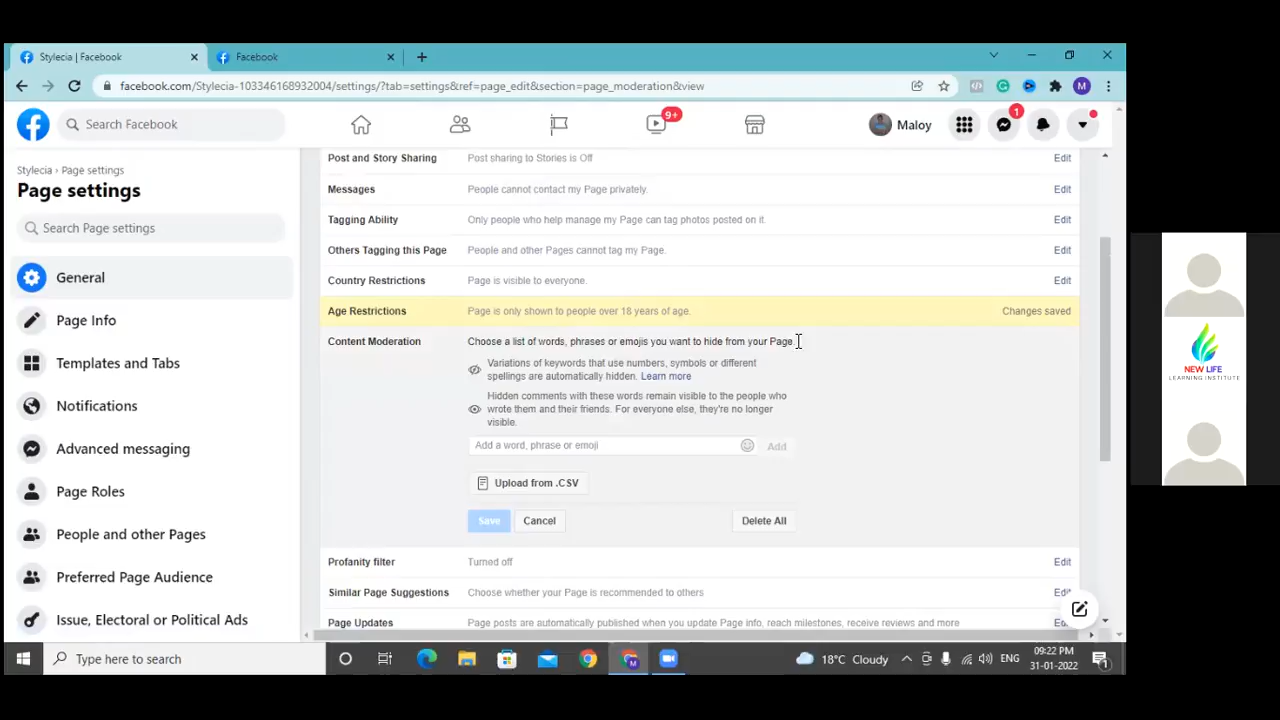 Stylecia | Facebook
Facebook
facebook.com/Stylecia-103346168932004/settings/?tab=settings&ref=page_edit&section=page_moderation&view
M
Search Facebook
9+
Maloy
1
Stylecia › Page settings
Page settings
Search Page settings
General
Page Info
Templates and Tabs
Notifications
Advanced messaging
Page Roles
People and other Pages
Preferred Page Audience
Issue, Electoral or Political Ads
Post and Story Sharing Post sharing to Stories is Off Edit
Messages People cannot contact my Page privately. Edit
Tagging Ability Only people who help manage my Page can tag photos posted on it. Edit
Others Tagging this Page People and other Pages cannot tag my Page. Edit
Country Restrictions Page is visible to everyone. Edit
Age Restrictions Page is only shown to people over 18 years of age. Changes saved
Content Moderation Choose a list of words, phrases or emojis you want to hide from your Page.
Variations of keywords that use numbers, symbols or different
spellings are automatically hidden. Learn more
Hidden comments with these words remain visible to the people who
wrote them and their friends. For everyone else, they're no longer
visible.
Add a word, phrase or emoji Add
Upload from .CSV
Save Cancel Delete All
Profanity filter Turned off Edit
Similar Page Suggestions Choose whether your Page is recommended to others Edit
Page Updates Page posts are automatically published when you update Page info, reach milestones, receive reviews and more
NEW LIFE
LEARNING INSTITUTE
Type here to search
18°C Cloudy
ENG
09:22 PM
31-01-2022
1